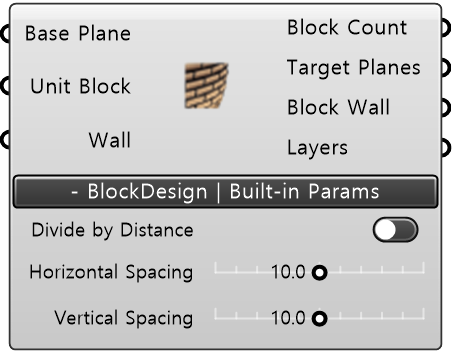 Base Plane
Unit Block
Wall
Block Count
Target Planes
Block Wall
Layers
- BlockDesign | Built-in Params
Divide by Distance
Horizontal Spacing 10.0
Vertical Spacing 10.0